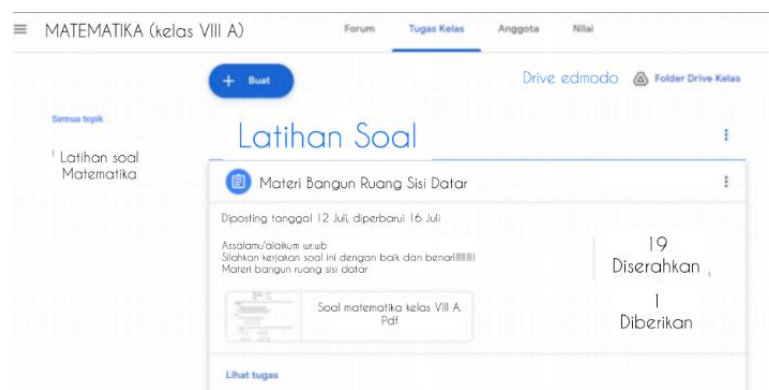 MATEMATIKA (kelas VIII A)
Forum
Tugas Kelas
Anggota
Nilai
+ Buat
Drive edmodo
Folder Drive Kelas
Semua topik
Latihan soal
Matematika
Latihan Soal
Materi Bangun Ruang Sisi Datar
Diposting tanggal 12 Juli, diperbarui 16 Juli
Assalamu'alaikum wr.wb
Silahkan kerjakan soal ini dengan baik dan benar!!!!!!!!
Materi bangun ruang sisi datar
19
Diserahkan
1
Diberikan
Soal matematika kelas VIII A.
Pdf
Lihat tugas